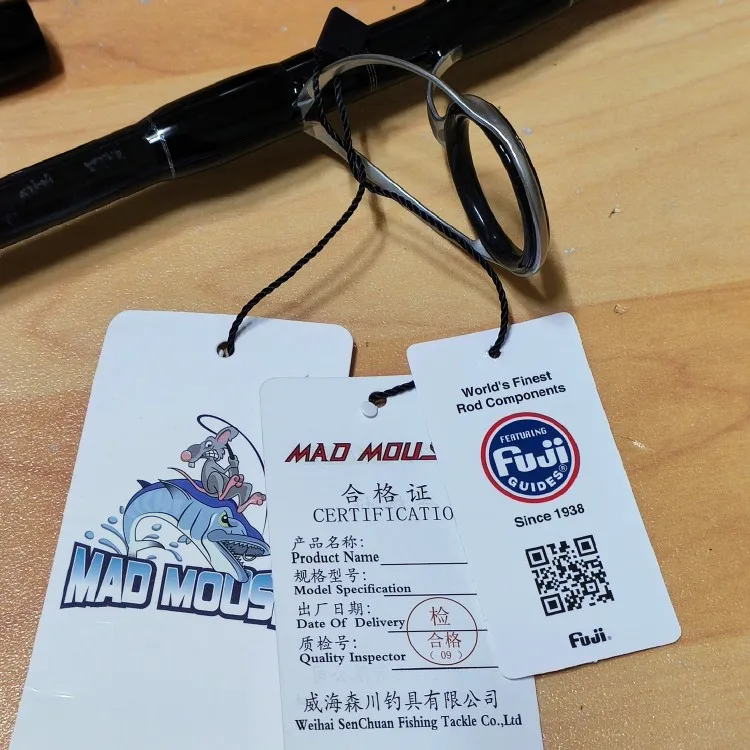 MAD MOUS
MAD MOUS
合格证
CERTIFICATIO
产品名称:
Product Name
规格型号:
Model Specification
出厂日期:
Date Of Delivery
质检号:
Quality Inspector
检
合格
(09)
威海森川钓具有限公司
Weihai SenChuan Fishing Tackle Co.,Ltd
World's Finest
Rod Components
FEATURING
Fuji
GUIDES®
Since 1938
Fuji®